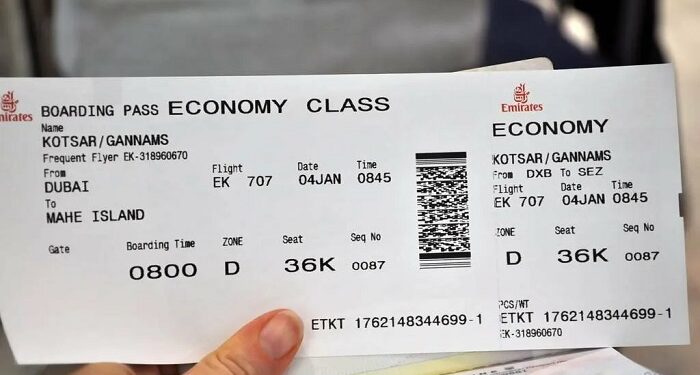 Emirates
BOARDING PASS ECONOMY CLASS
Name
KOTSAR/GANNAMS
Frequent Flyer EK-318960670
From
DUBAI
Flight Date Time
EK 707 04JAN 0845
To
MAHE ISLAND
Gate Boarding Time ZONE Seat Seq No
0800 D 36K 0087
ETKT 1762148344699-1
Emirates
ECONOMY
KOTSAR/GANNAMS
From DXB To SEZ
Flight Date Time
EK 707 04JAN 0845
ZONE Seat Seq No
D 36K 0087
PCS/WT
ETKT 1762148344699-1
EK-318960670